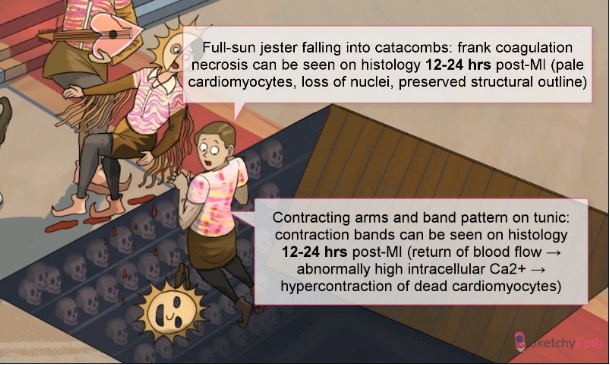 Full-sun jester falling into catacombs: frank coagulation
necrosis can be seen on histology 12-24 hrs post-MI (pale
cardiomyocytes, loss of nuclei, preserved structural outline)
Contracting arms and band pattern on tunic:
contraction bands can be seen on histology
12-24 hrs post-MI (return of blood flow →
abnormally high intracellular Ca2+ →
hypercontraction of dead cardiomyocytes)
SketchyPath